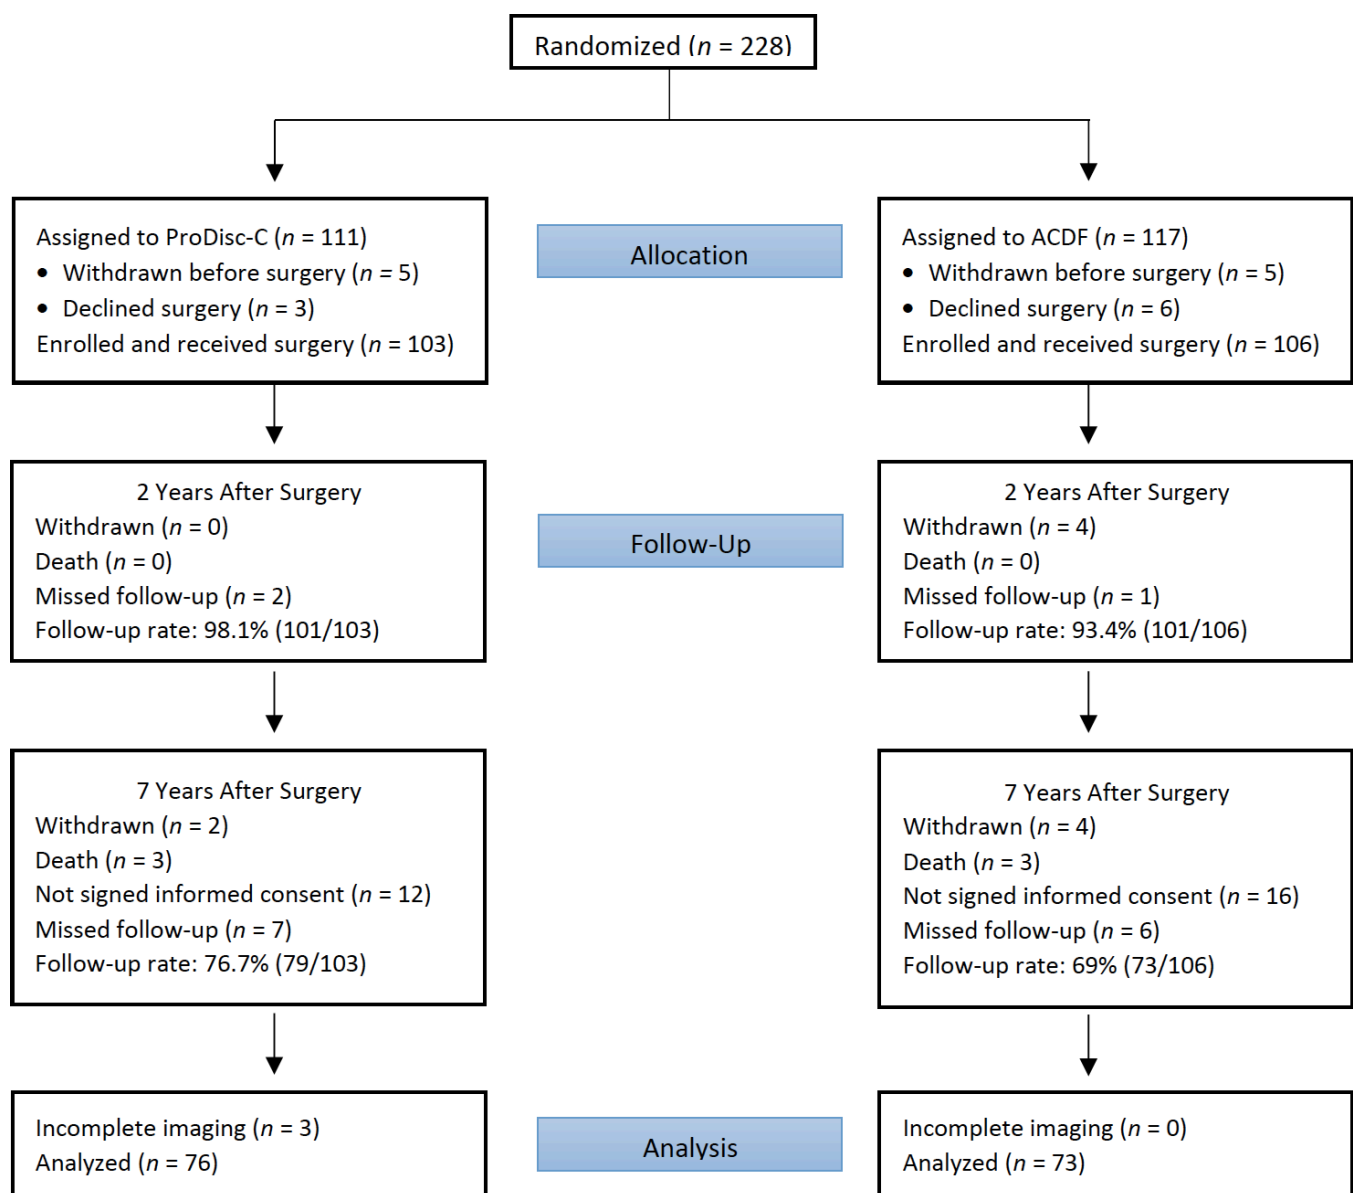 Randomized (n = 228)
Assigned to ProDisc-C (n = 111)
• Withdrawn before surgery (n = 5)
• Declined surgery (n = 3)
Enrolled and received surgery (n = 103)
Allocation
Assigned to ACDF (n = 117)
• Withdrawn before surgery (n = 5)
• Declined surgery (n = 6)
Enrolled and received surgery (n = 106)
2 Years After Surgery
Withdrawn (n = 0)
Death (n = 0)
Missed follow-up (n = 2)
Follow-up rate: 98.1% (101/103)
Follow-Up
2 Years After Surgery
Withdrawn (n = 4)
Death (n = 0)
Missed follow-up (n = 1)
Follow-up rate: 93.4% (101/106)
7 Years After Surgery
Withdrawn (n = 2)
Death (n = 3)
Not signed informed consent (n = 12)
Missed follow-up (n = 7)
Follow-up rate: 76.7% (79/103)
7 Years After Surgery
Withdrawn (n = 4)
Death (n = 3)
Not signed informed consent (n = 16)
Missed follow-up (n = 6)
Follow-up rate: 69% (73/106)
Incomplete imaging (n = 3)
Analyzed (n = 76)
Analysis
Incomplete imaging (n = 0)
Analyzed (n = 73)